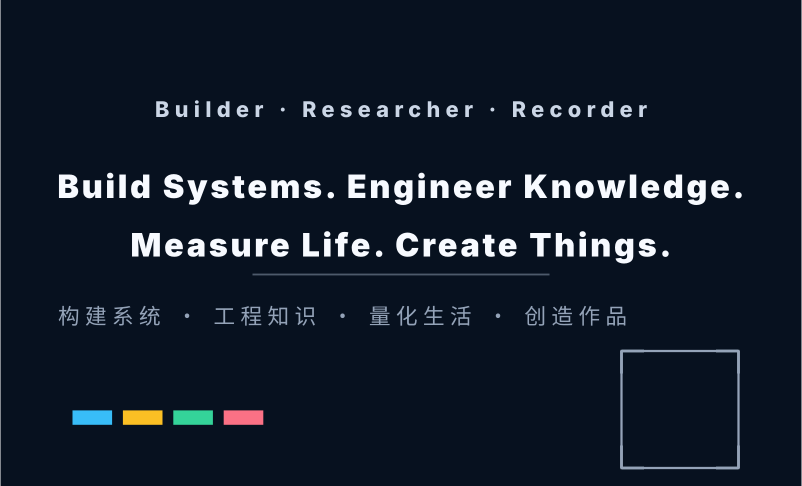 Builder · Researcher · Recorder
Build Systems. Engineer Knowledge.
Measure Life. Create Things.
构建系统 · 工程知识 · 量化生活 · 创造作品